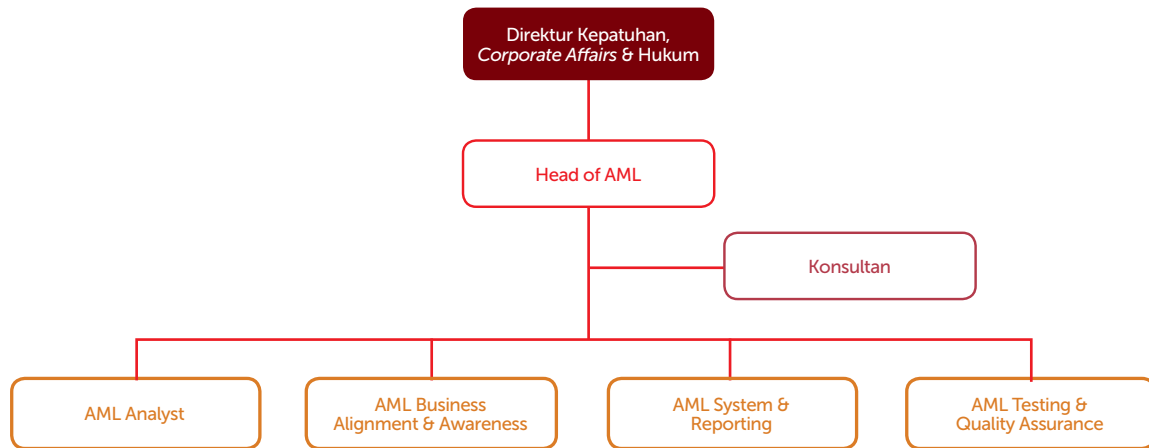 Direktur Kepatuhan,
Corporate Affairs & Hukum
Head of AML
Konsultan
AML Analyst
AML Business
Alignment & Awareness
AML System &
Reporting
AML Testing &
Quality Assurance